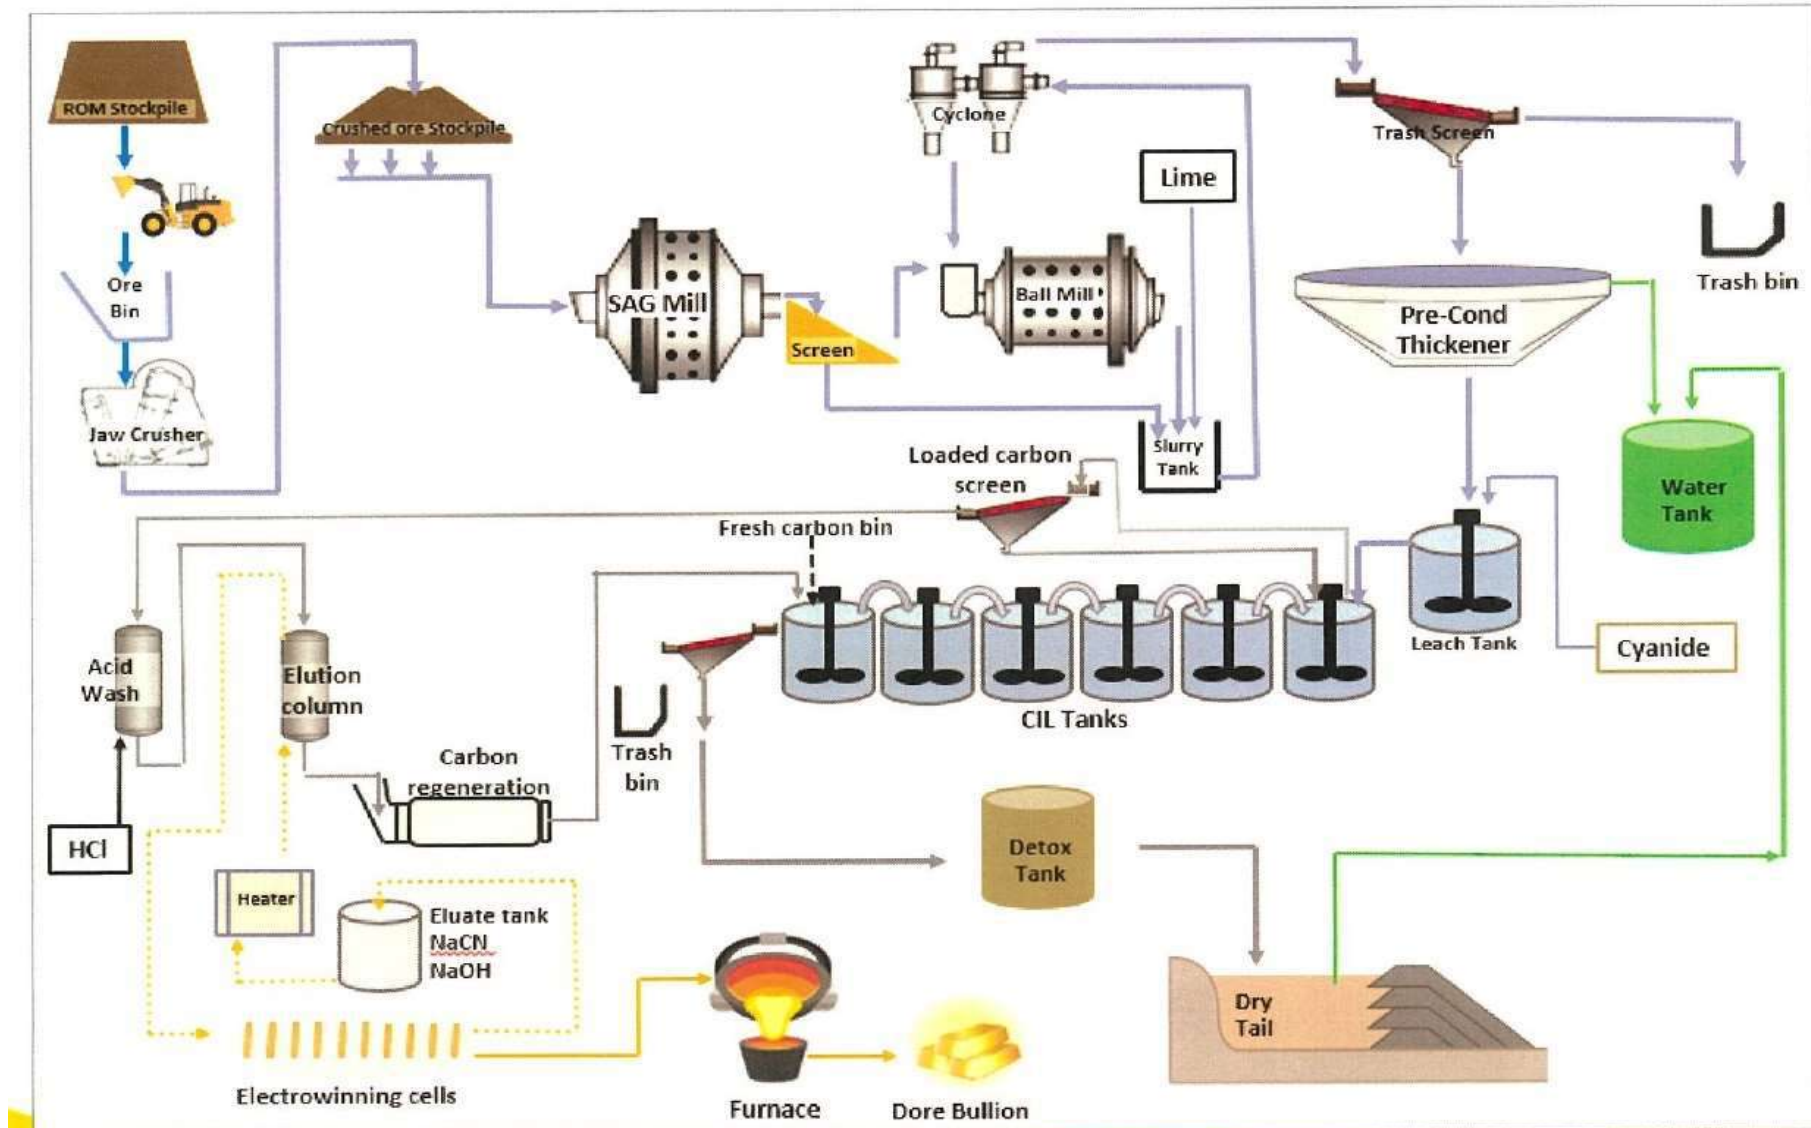 ROM Stockpile
Crushed ore Stockpile
Cyclone
Trash Screen
Lime
Ore
Bin
Trash bin
SAG Mill
Ball Mill
Screen
Pre-Cond
Thickener
Jaw Crusher
Slurry
Tank
Loaded carbon
screen
Water
Tank
Fresh carbon bin
Leach Tank
Cyanide
Acid
Wash
Elution
column
CIL Tanks
Trash
bin
Carbon
regeneration
HCl
Detox
Tank
Heater
Eluate tank
NaCN
NaOH
Dry
Tail
Electrowinning cells
Furnace
Dore Bullion